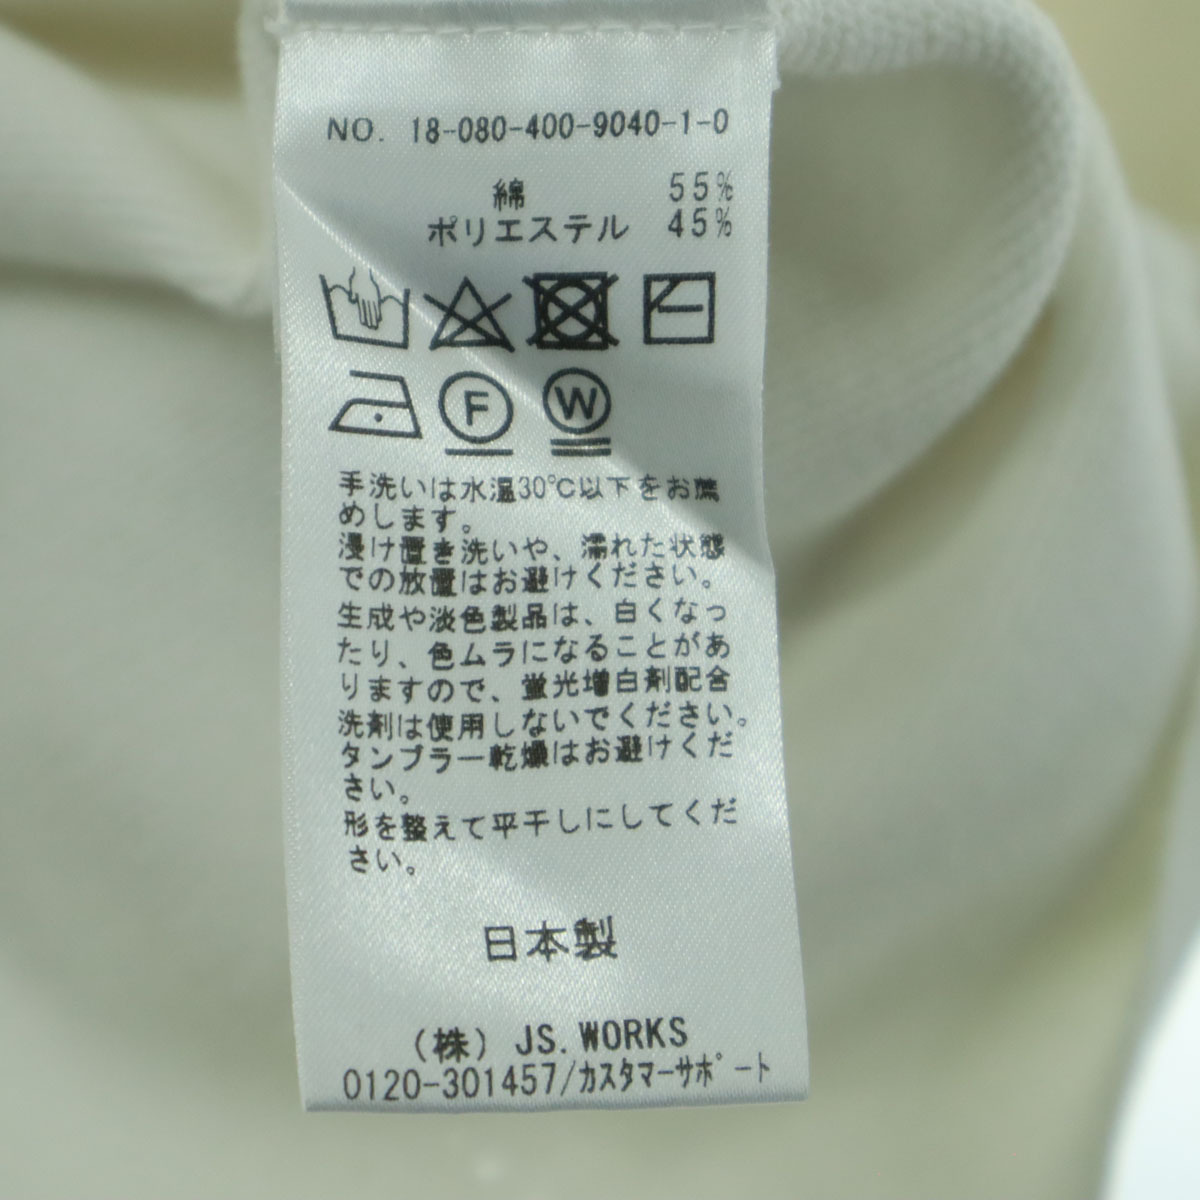 NO. 18-080-400-9040-1-0
綿 55%
ポリエステル 45%
F W
手洗いは水温30℃以下をお薦
めします。
浸け置き洗いや、濡れた状態
での放置はお避けください。
生成や淡色製品は、白くなっ
たり、色ムラになることがあ
りますので、蛍光増白剤配合
洗剤は使用しないでください。
タンブラー乾燥はお避けくだ
さい。
形を整えて平干しにしてくだ
さい。
日本製
(株) JS.WORKS
0120-301457/カスタマーサポート